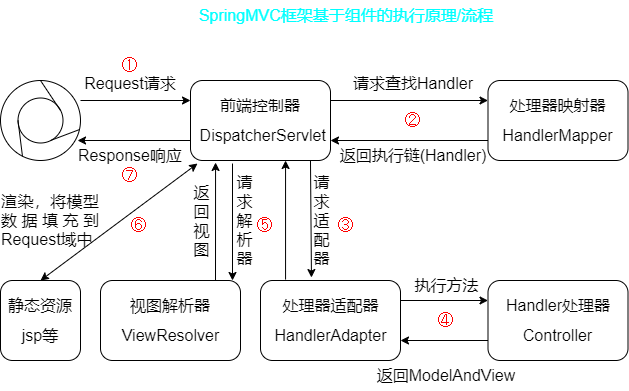 SpringMVC框架基于组件的执行原理/流程
①
Request请求
前端控制器
DispatcherServlet
请求查找Handler
②
返回执行链(Handler)
处理器映射器
HandlerMapper
Response响应
⑦
渲染，将模型
数据填充到
Request域中
⑥
返回视图
请求解析器
⑤
请求适配器
③
静态资源
jsp等
视图解析器
ViewResolver
处理器适配器
HandlerAdapter
执行方法
④
返回ModelAndView
Handler处理器
Controller